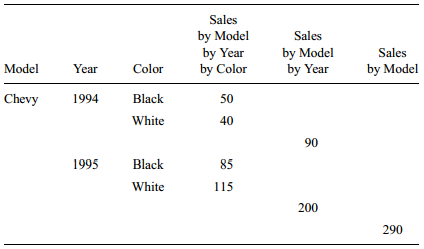 Sales
by Model Sales
by Year by Model Sales
Model Year Color by Color by Year by Model
Chevy 1994 Black 50
White 40
90
1995 Black 85
White 115
200
290